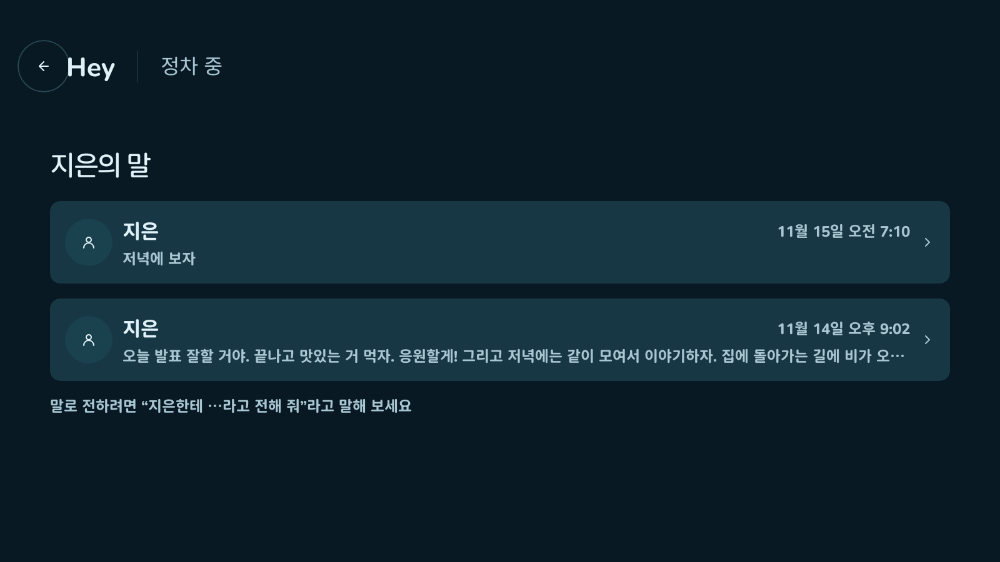 Hey
정차 중
지은의 말
지은
11월 15일 오전 7:10
저녁에 보자
지은
11월 14일 오후 9:02
오늘 발표 잘할 거야. 끝나고 맛있는 거 먹자. 응원할게! 그리고 저녁에는 같이 모여서 이야기하자. 집에 돌아가는 길에 비가 오…
말로 전하려면 “지은한테 …라고 전해 줘”라고 말해 보세요